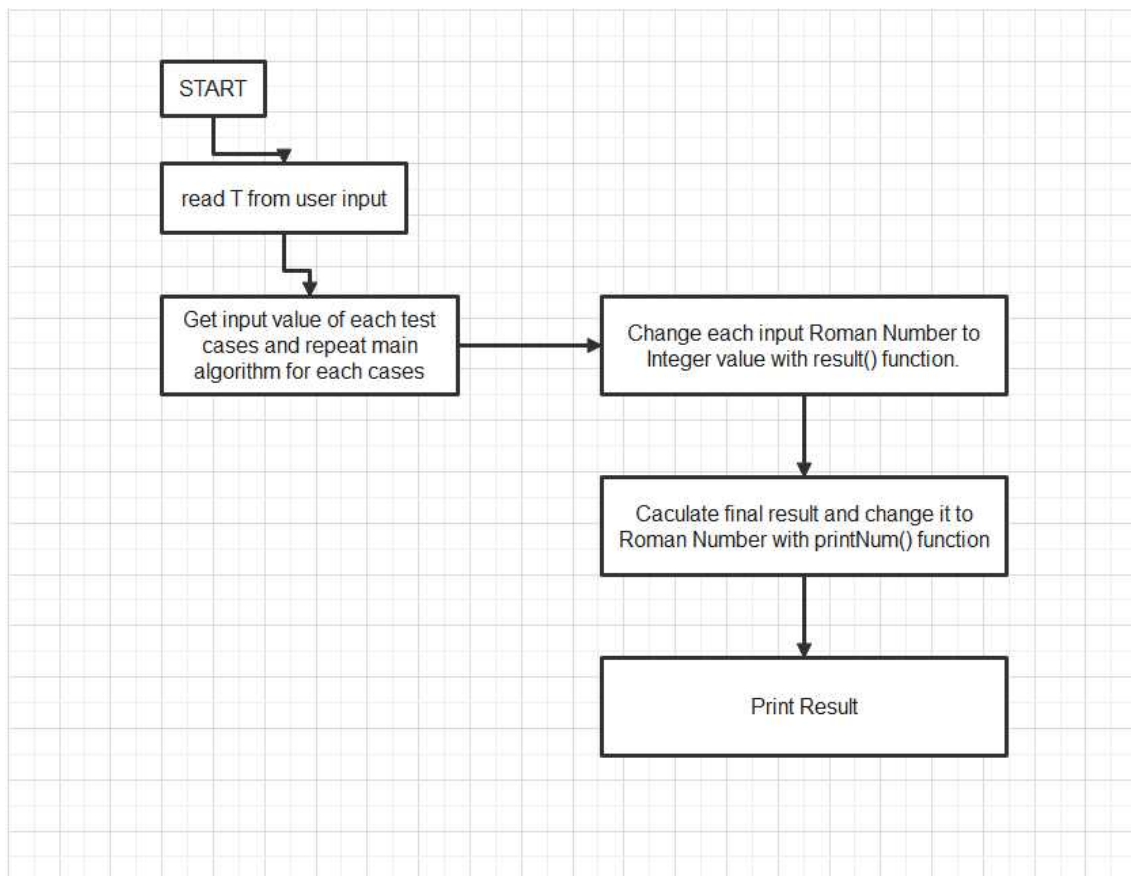 START
read T from user input
Get input value of each test
cases and repeat main
algorithm for each cases
Change each input Roman Number to
Integer value with result() function.
Caculate final result and change it to
Roman Number with printNum() function
Print Result